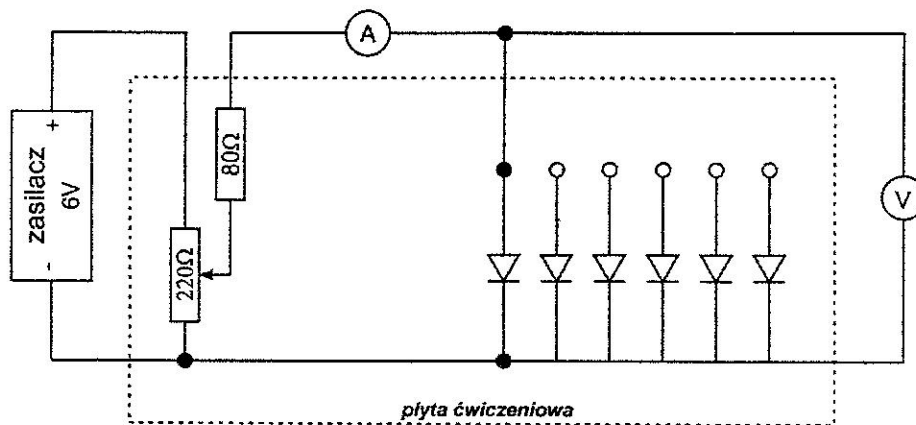 A
zasilacz
6V
+
-
80Ω
220Ω
V
płyta ćwiczeniowa